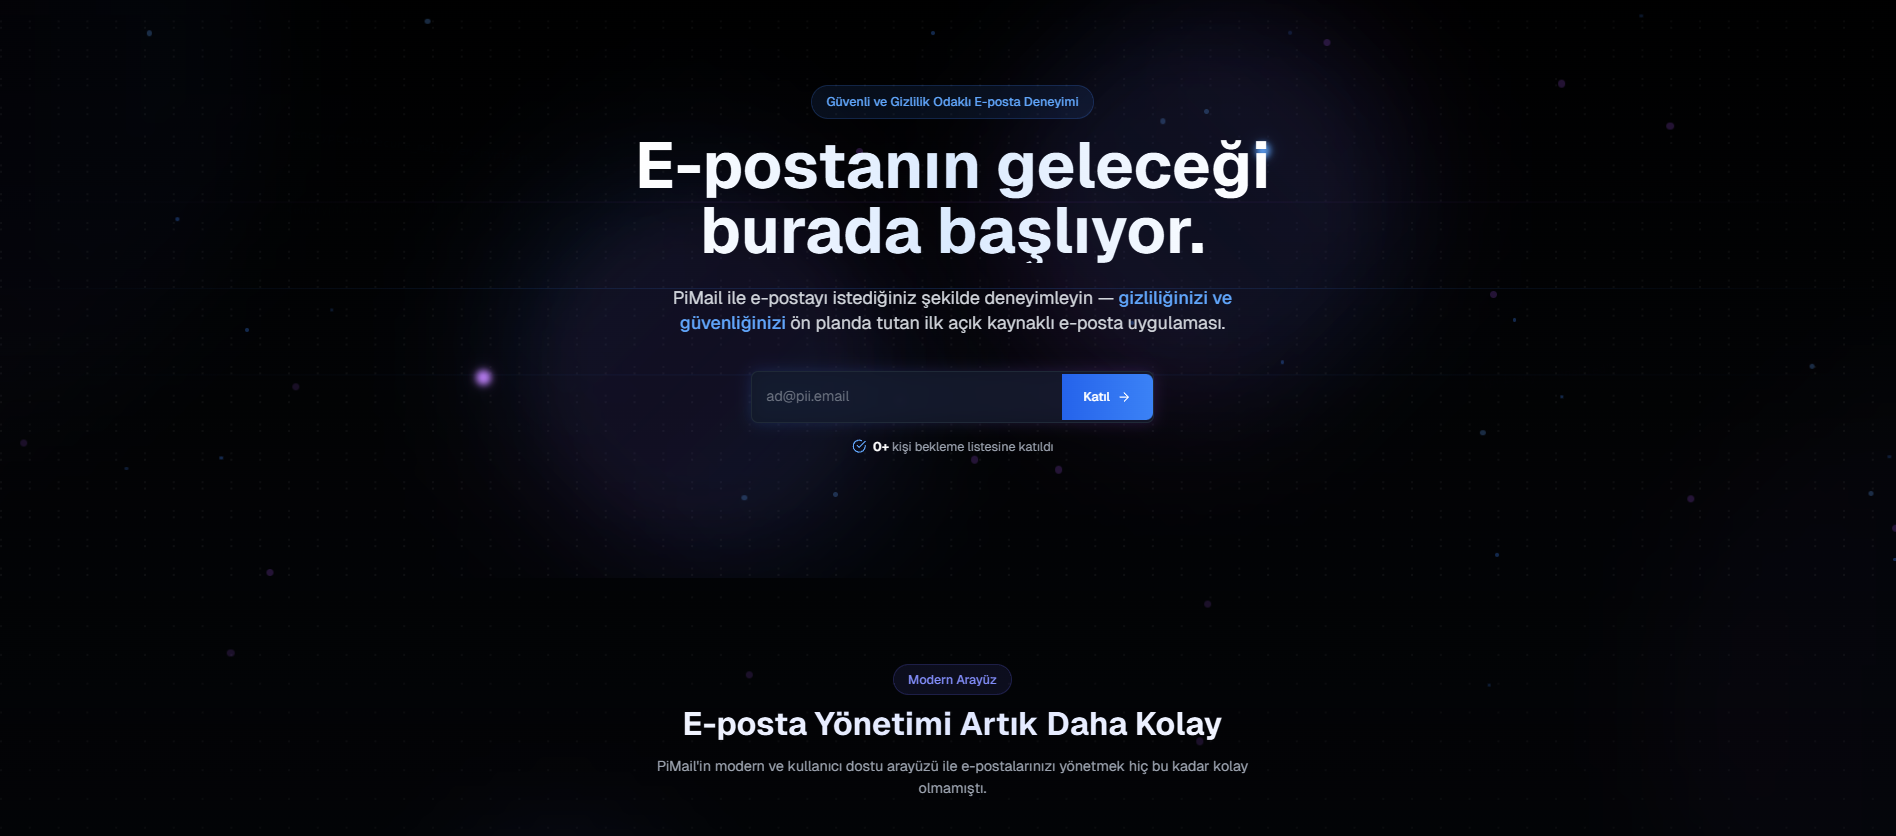 Güvenli ve Gizlilik Odaklı E-posta Deneyimi
E-postanın geleceği
burada başlıyor.
PiMail ile e-postayı istediğiniz şekilde deneyimleyin — gizliliğinizi ve
güvenliğinizi ön planda tutan ilk açık kaynaklı e-posta uygulaması.
ad@pii.email
Katıl
0+ kişi bekleme listesine katıldı
Modern Arayüz
E-posta Yönetimi Artık Daha Kolay
PiMail'in modern ve kullanıcı dostu arayüzü ile e-postalarınızı yönetmek hiç bu kadar kolay
olmamıştı.